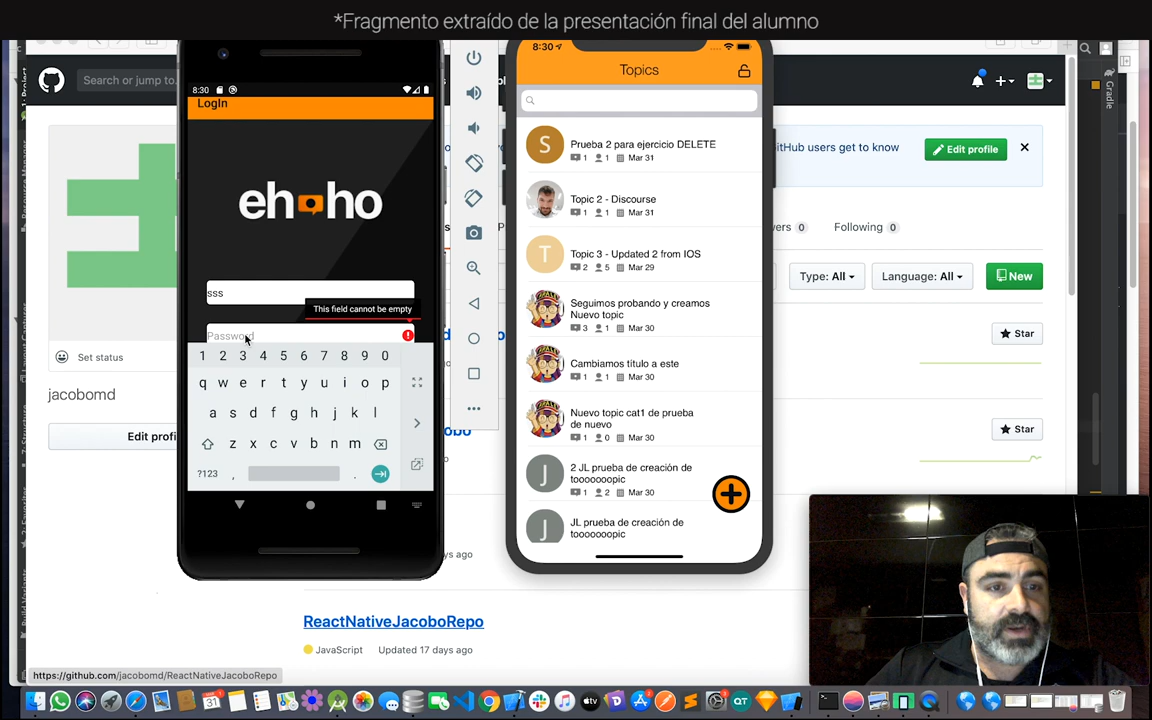 *Fragmento extraído de la presentación final del alumno
Search or jump to...
GitHub users get to know
Edit profile
Followers 0
Following 0
Type: All
Language: All
New
Star
Star
Set status
jacobomd
Edit profi
days ago
ReactNativeJacoboRepo
JavaScript Updated 17 days ago
https://github.com/jacobomd/ReactNativeJacoboRepo
Gradle
8:30
LogIn
eh ho
sss
This field cannot be empty
Password
1 2 3 4 5 6 7 8 9 0
q w e r t y u i o p
a s d f g h j k l
z x c v b n m
?123 , .
8:30
Topics
S
Prueba 2 para ejercicio DELETE
1 1 Mar 31
Topic 2 - Discourse
1 1 Mar 31
T
Topic 3 - Updated 2 from IOS
2 5 Mar 29
Seguimos probando y creamos
Nuevo topic
3 1 Mar 30
Cambiamos titulo a este
1 1 Mar 30
Nuevo topic cat1 de prueba
de nuevo
1 0 Mar 30
J
2 JL prueba de creación de
tooooooopic
1 2 Mar 30
J
JL prueba de creación de
tooooooopic